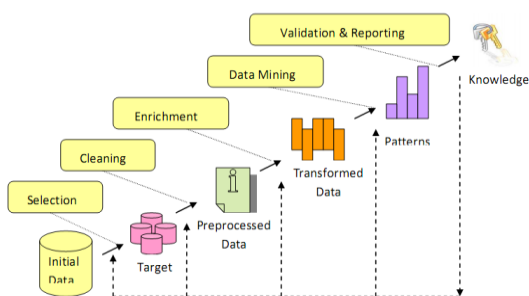 Validation & Reporting
Knowledge
Data Mining
Patterns
Enrichment
Transformed
Data
Cleaning
Preprocessed
Data
Selection
Target
Initial
Data